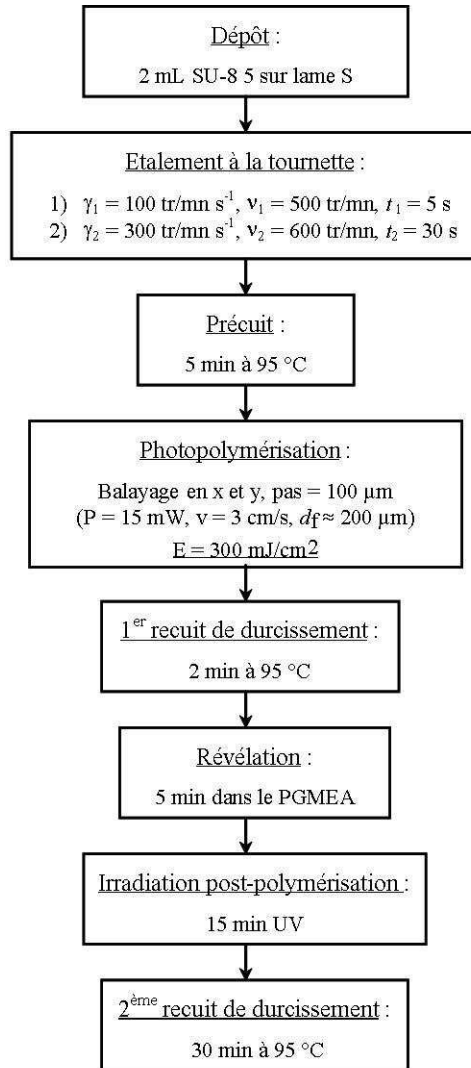 Dépôt :
2 mL SU-8 5 sur lame S
Etalement à la tournette :
1) γ₁ = 100 tr/mn s⁻¹, ν₁ = 500 tr/mn, t₁ = 5 s
2) γ₂ = 300 tr/mn s⁻¹, ν₂ = 600 tr/mn, t₂ = 30 s
Précuit :
5 min à 95 °C
Photopolymérisation :
Balayage en x et y, pas = 100 µm
(P = 15 mW, v = 3 cm/s, df ≈ 200 µm)
E = 300 mJ/cm²
1er recuit de durcissement :
2 min à 95 °C
Révélation :
5 min dans le PGMEA
Irradiation post-polymérisation :
15 min UV
2ème recuit de durcissement :
30 min à 95 °C